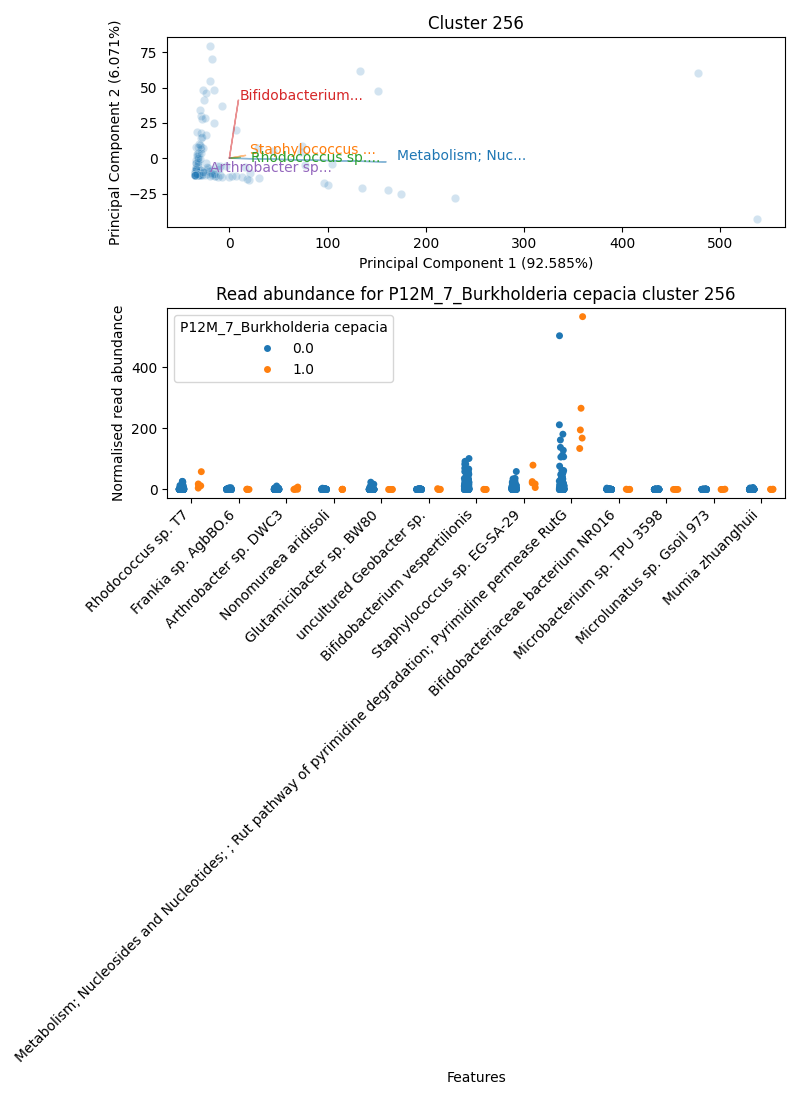 Cluster 256
Principal Component 2 (6.071%)
75
50
25
0
−25
Bifidobacterium...
Staphylococcus ...
Rhodococcus sp....
Metabolism; Nuc...
Arthrobacter sp...
0
100
200
300
400
500
Principal Component 1 (92.585%)
Read abundance for P12M_7_Burkholderia cepacia cluster 256
Normalised read abundance
400
200
0
P12M_7_Burkholderia cepacia
0.0
1.0
Rhodococcus sp. T7
Frankia sp. AgbBO.6
Arthrobacter sp. DWC3
Nonomuraea aridisoli
Glutamicibacter sp. BW80
uncultured Geobacter sp.
Bifidobacterium vespertilionis
Staphylococcus sp. EG-SA-29
Metabolism; Nucleosides and Nucleotides; ; Rut pathway of pyrimidine degradation; Pyrimidine permease RutG
Bifidobacteriaceae bacterium NR016
Microbacterium sp. TPU 3598
Microlunatus sp. Gsoil 973
Mumia zhuanghuii
Features